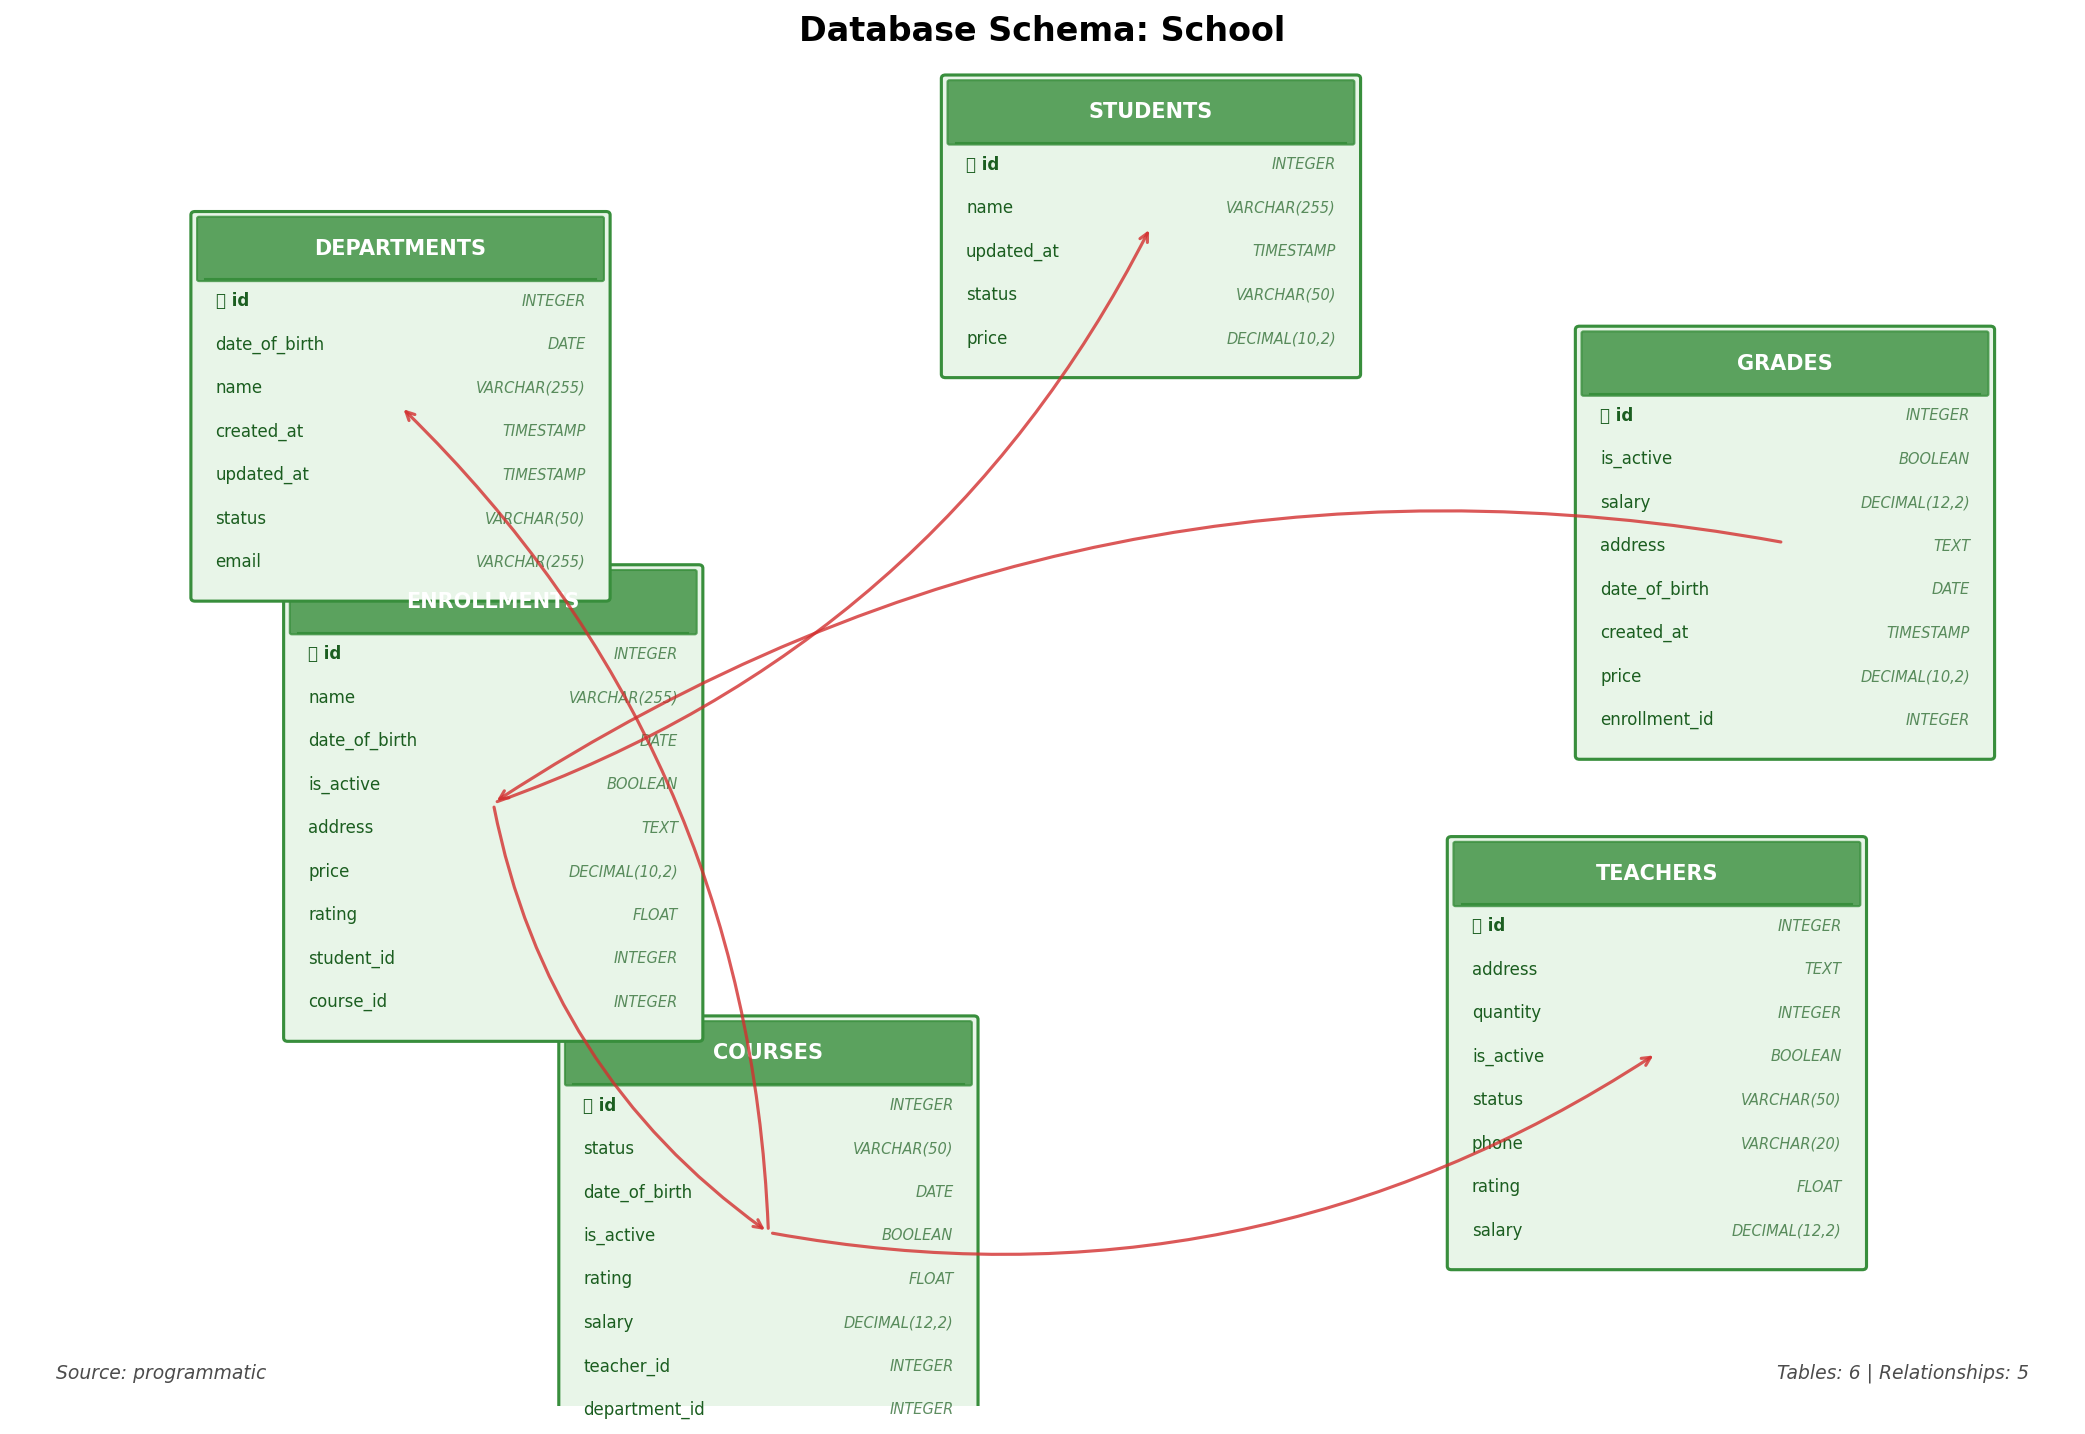 Database Schema: School
STUDENTS
id INTEGER
name VARCHAR(255)
updated_at TIMESTAMP
status VARCHAR(50)
price DECIMAL(10,2)
DEPARTMENTS
id INTEGER
date_of_birth DATE
name VARCHAR(255)
created_at TIMESTAMP
updated_at TIMESTAMP
status VARCHAR(50)
email VARCHAR(255)
GRADES
id INTEGER
is_active BOOLEAN
salary DECIMAL(12,2)
address TEXT
date_of_birth DATE
created_at TIMESTAMP
price DECIMAL(10,2)
enrollment_id INTEGER
ENROLLMENTS
id INTEGER
name VARCHAR(255)
date_of_birth DATE
is_active BOOLEAN
address TEXT
price DECIMAL(10,2)
rating FLOAT
student_id INTEGER
course_id INTEGER
TEACHERS
id INTEGER
address TEXT
quantity INTEGER
is_active BOOLEAN
status VARCHAR(50)
phone VARCHAR(20)
rating FLOAT
salary DECIMAL(12,2)
COURSES
id INTEGER
status VARCHAR(50)
date_of_birth DATE
is_active BOOLEAN
rating FLOAT
salary DECIMAL(12,2)
teacher_id INTEGER
department_id INTEGER
Source: programmatic
Tables: 6 | Relationships: 5